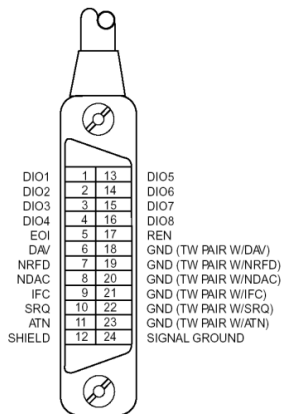 DIO1 1 13 DIO5
DIO2 2 14 DIO6
DIO3 3 15 DIO7
DIO4 4 16 DIO8
EOI 5 17 REN
DAV 6 18 GND (TW PAIR W/DAV)
NRFD 7 19 GND (TW PAIR W/NRFD)
NDAC 8 20 GND (TW PAIR W/NDAC)
IFC 9 21 GND (TW PAIR W/IFC)
SRQ 10 22 GND (TW PAIR W/SRQ)
ATN 11 23 GND (TW PAIR W/ATN)
SHIELD 12 24 SIGNAL GROUND